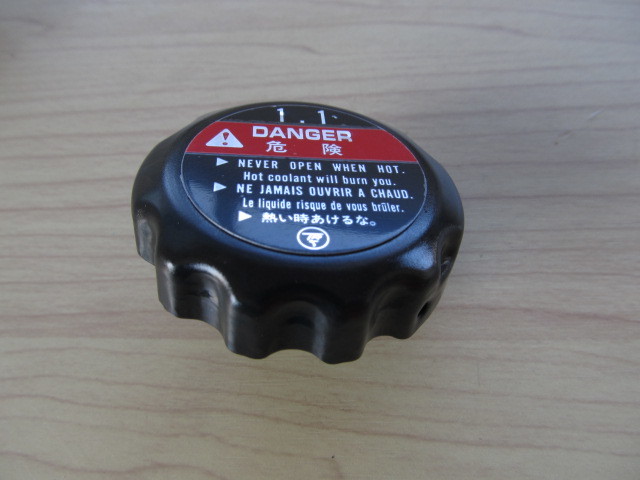 1.1
DANGER
危険
▶ NEVER OPEN WHEN HOT.
Hot coolant will burn you.
▶ NE JAMAIS OUVRIR A CHAUD.
Le liquide risque de vous brûler.
▶ 熱い時あけるな。